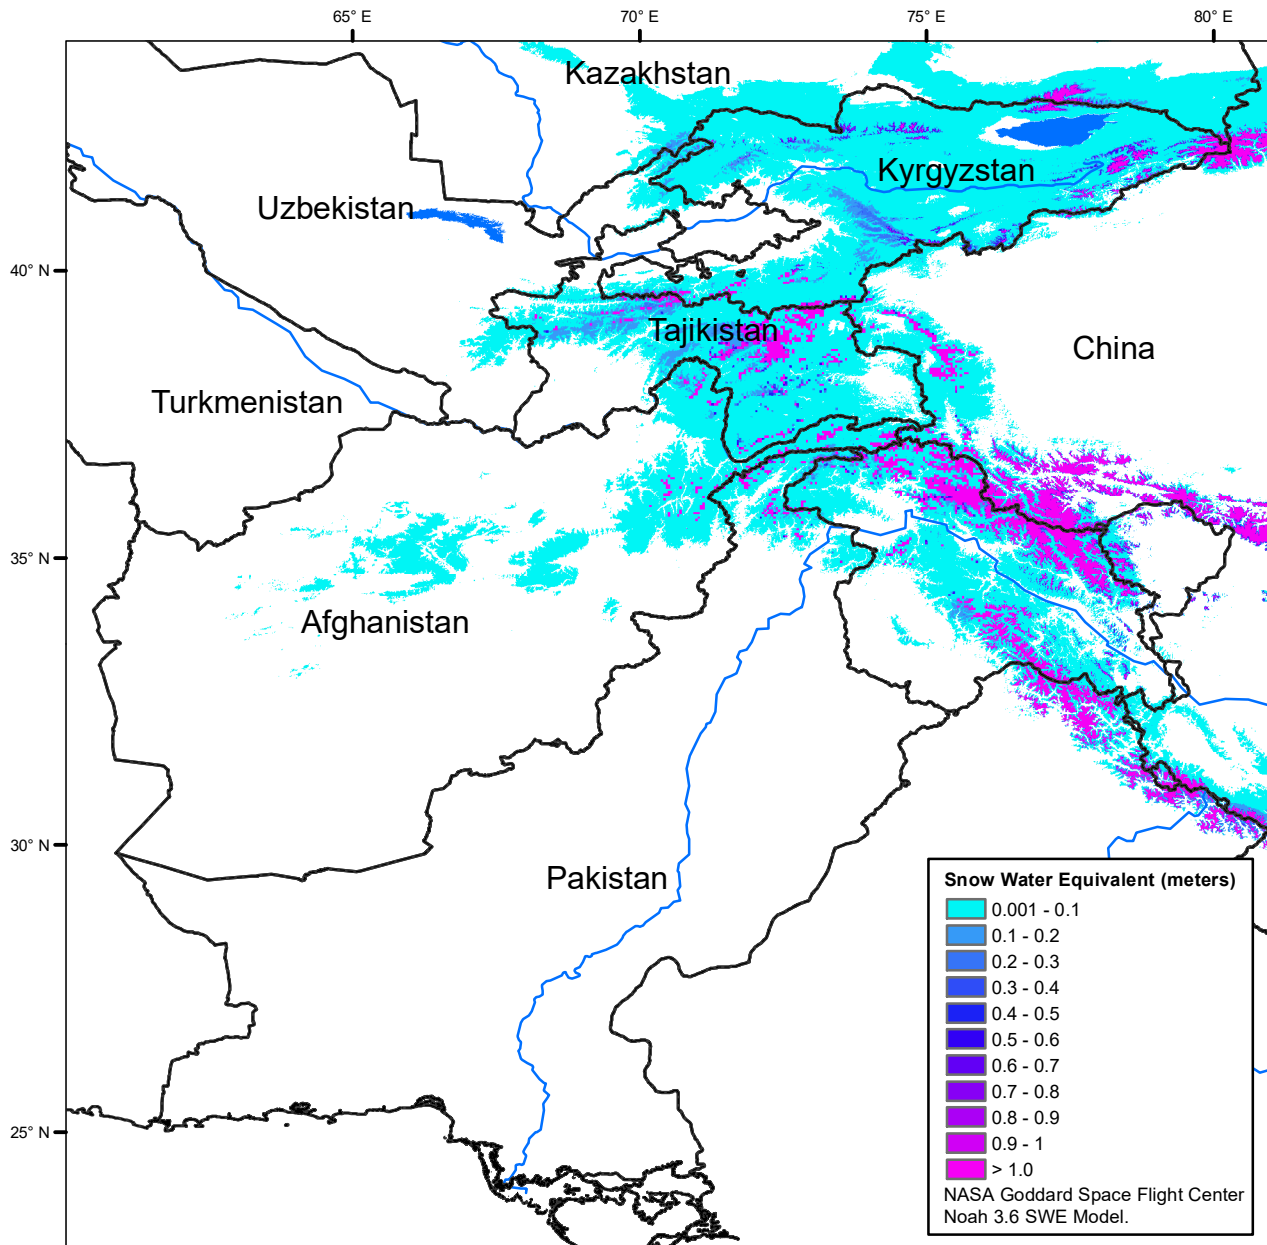 65° E
70° E
75° E
80° E
Kazakhstan
Kyrgyzstan
Uzbekistan
40° N
Tajikistan
China
Turkmenistan
35° N
Afghanistan
30° N
Pakistan
25° N
Snow Water Equivalent (meters)
0.001 - 0.1
0.1 - 0.2
0.2 - 0.3
0.3 - 0.4
0.4 - 0.5
0.5 - 0.6
0.6 - 0.7
0.7 - 0.8
0.8 - 0.9
0.9 - 1
> 1.0
NASA Goddard Space Flight Center
Noah 3.6 SWE Model.